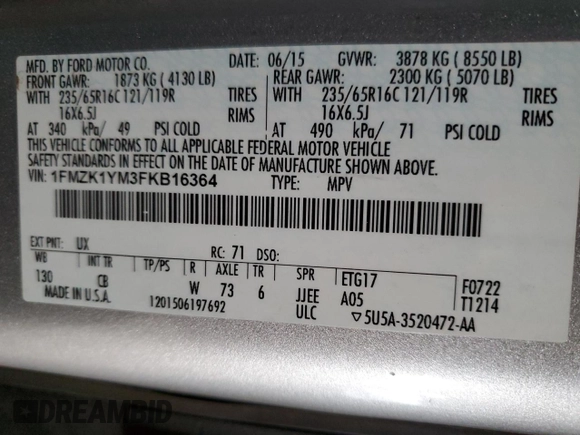 MFD. BY FORD MOTOR CO. DATE: 06/15 GVWR: 3878 KG ( 8550 LB)
FRONT GAWR: 1873 KG ( 4130 LB) REAR GAWR: 2300 KG ( 5070 LB)
WITH 235/65R16C 121/119R TIRES WITH 235/65R16C 121/119R TIRES
16X6.5J RIMS 16X6.5J RIMS
AT 340 kPa/ 49 PSI COLD AT 490 kPa/ 71 PSI COLD
THIS VEHICLE CONFORMS TO ALL APPLICABLE FEDERAL MOTOR VEHICLE
SAFETY STANDARDS IN EFFECT ON THE DATE OF MANUFACTURE SHOWN ABOVE.
VIN: 1FMZK1YM3FKB16364 TYPE: MPV
EXT PNT: UX RC: 71 DSO:
WB INT TR TP/PS R AXLE TR SPR ETG17 F0722
130 CB W 73 6 JJEE A05 T1214
MADE IN U.S.A. 1201506197692 ULC ▽5U5A-3520472-AA
DREAMBID